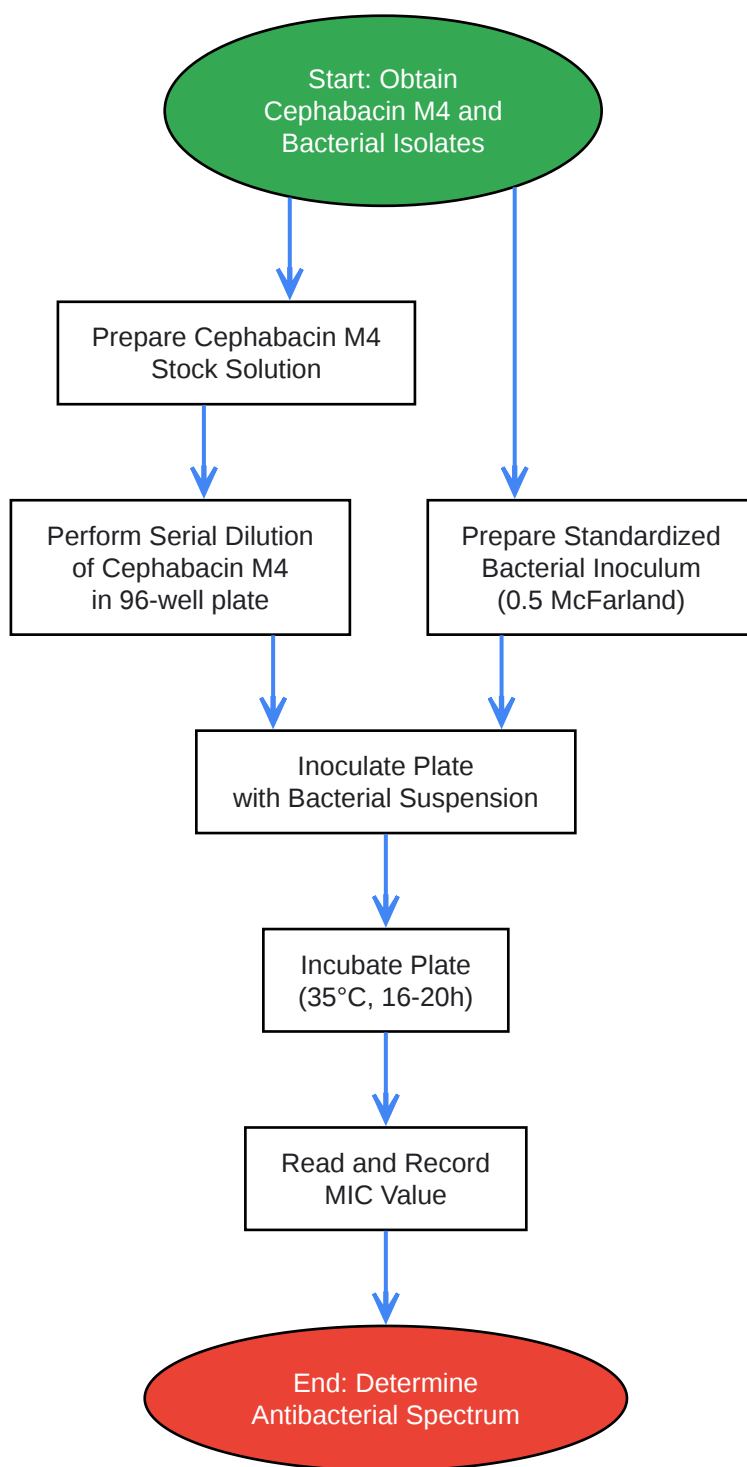 Start: Obtain
Cephabacin M4 and
Bacterial Isolates
Prepare Cephabacin M4
Stock Solution
Perform Serial Dilution
of Cephabacin M4
in 96-well plate
Prepare Standardized
Bacterial Inoculum
(0.5 McFarland)
Inoculate Plate
with Bacterial Suspension
Incubate Plate
(35°C, 16-20h)
Read and Record
MIC Value
End: Determine
Antibacterial Spectrum